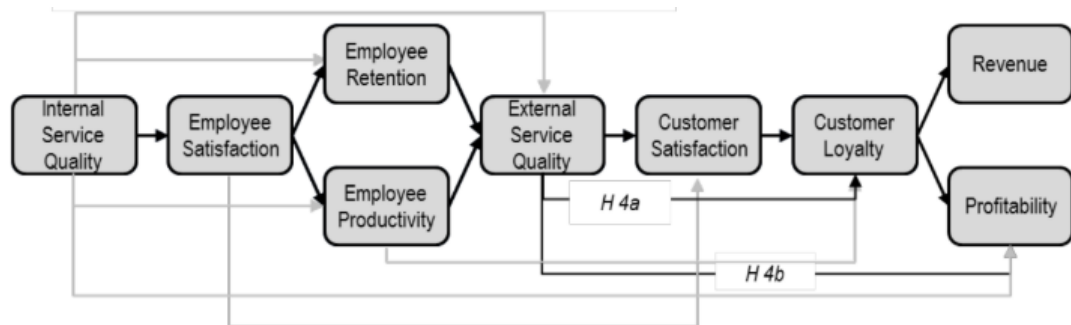 Employee
Retention
Revenue
Internal
Service
Quality
Employee
Satisfaction
External
Service
Quality
Customer
Satisfaction
Customer
Loyalty
Employee
Productivity
Profitability
H 4a
H 4b